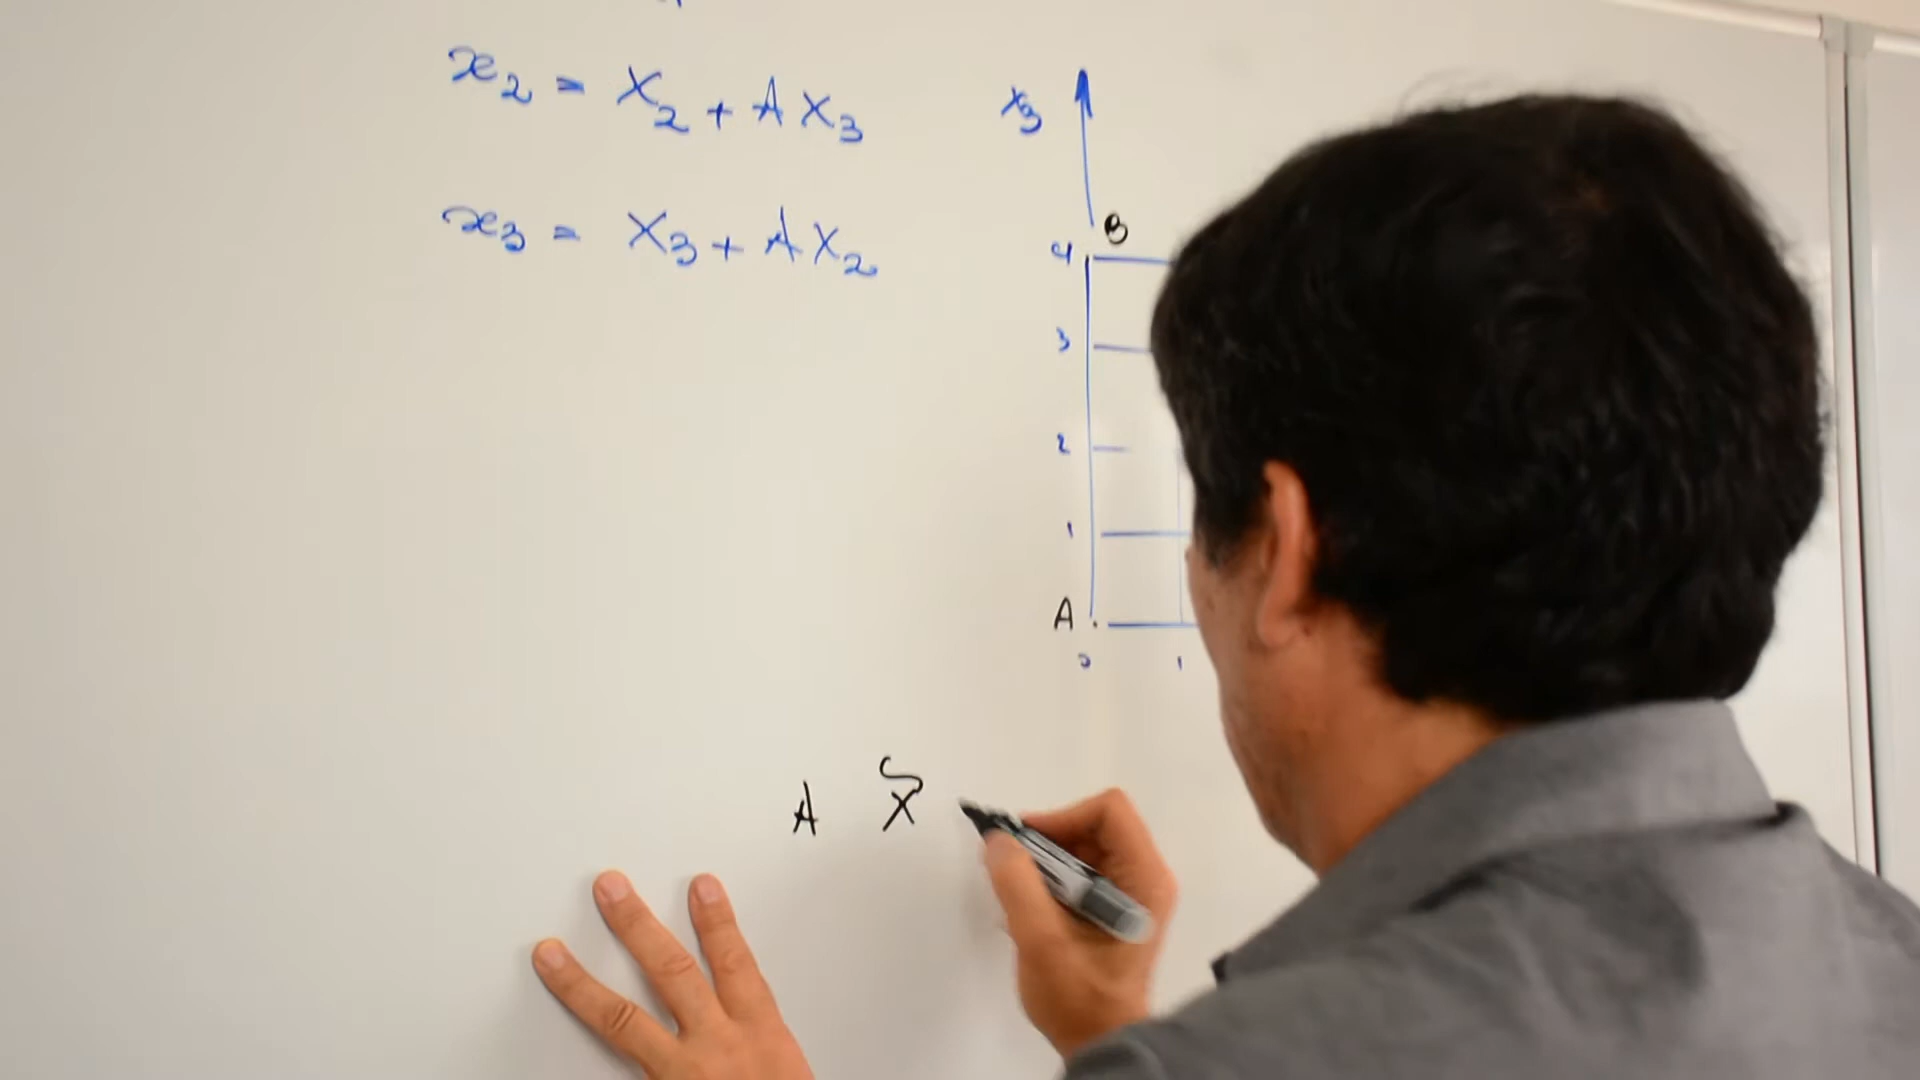 x₂ = X₂ + A X₃
x₃ = X₃ + A X₂
X₃
B
4
3
2
1
A
0 1
A X